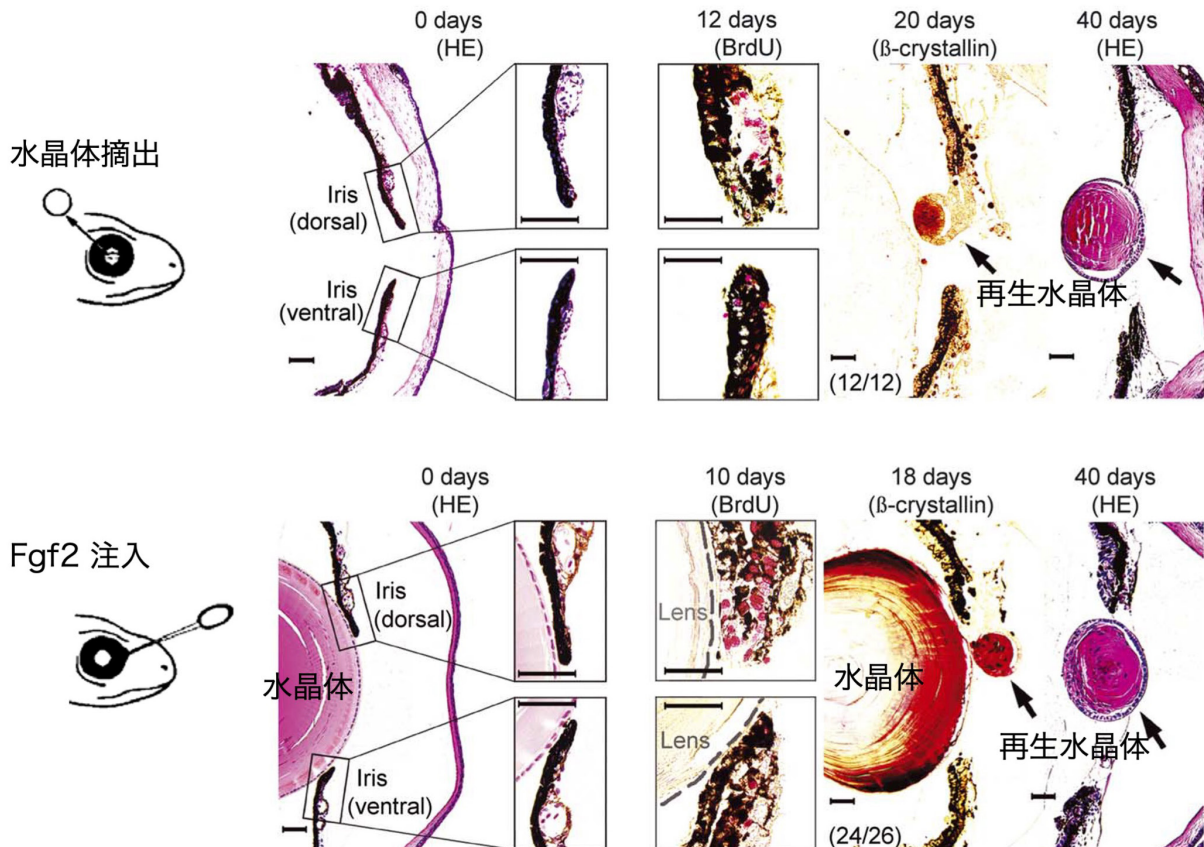 0 days
(HE)
12 days
(BrdU)
20 days
(ß-crystallin)
40 days
(HE)
水晶体摘出
Iris
(dorsal)
Iris
(ventral)
再生水晶体
(12/12)
0 days
(HE)
10 days
(BrdU)
18 days
(ß-crystallin)
40 days
(HE)
Fgf2 注入
Iris
(dorsal)
Lens
水晶体
水晶体
Iris
(ventral)
Lens
再生水晶体
(24/26)